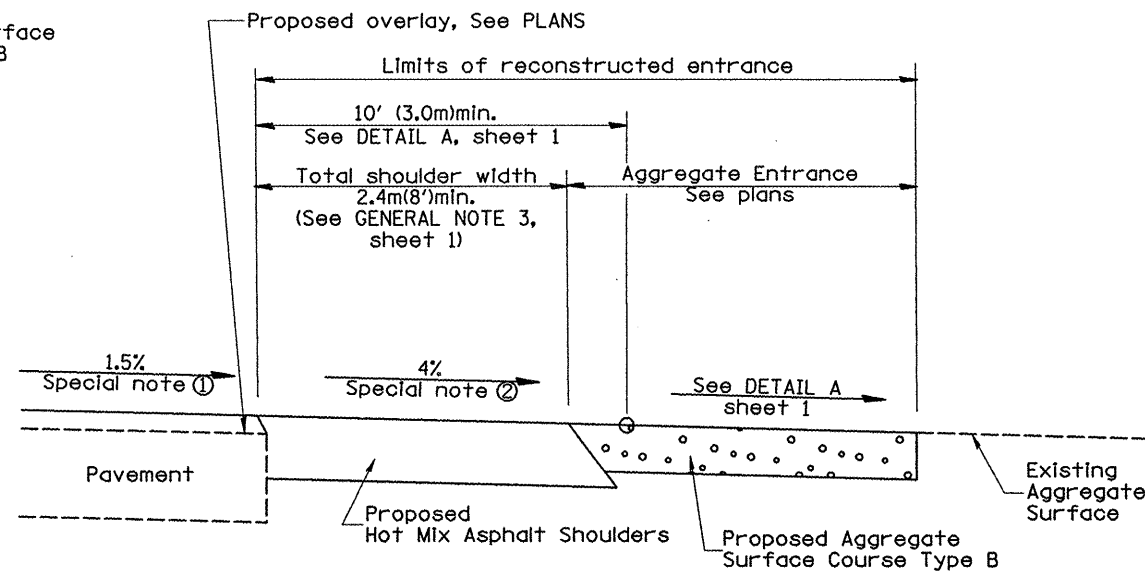 rface
B
Proposed overlay, See PLANS
Limits of reconstructed entrance
10' (3.0m)min.
See DETAIL A, sheet 1
Total shoulder width
2.4m(8')min.
(See GENERAL NOTE 3,
sheet 1)
Aggregate Entrance
See plans
1.5%
Special note ①
4%
Special note ②
See DETAIL A
sheet 1
Pavement
Proposed
Hot Mix Asphalt Shoulders
Proposed Aggregate
Surface Course Type B
Existing
Aggregate
Surface